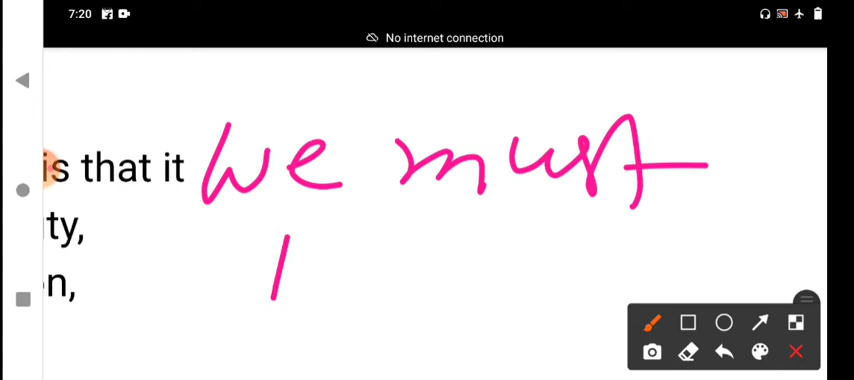 7:20
No internet connection
is that it We must
ty,
n,